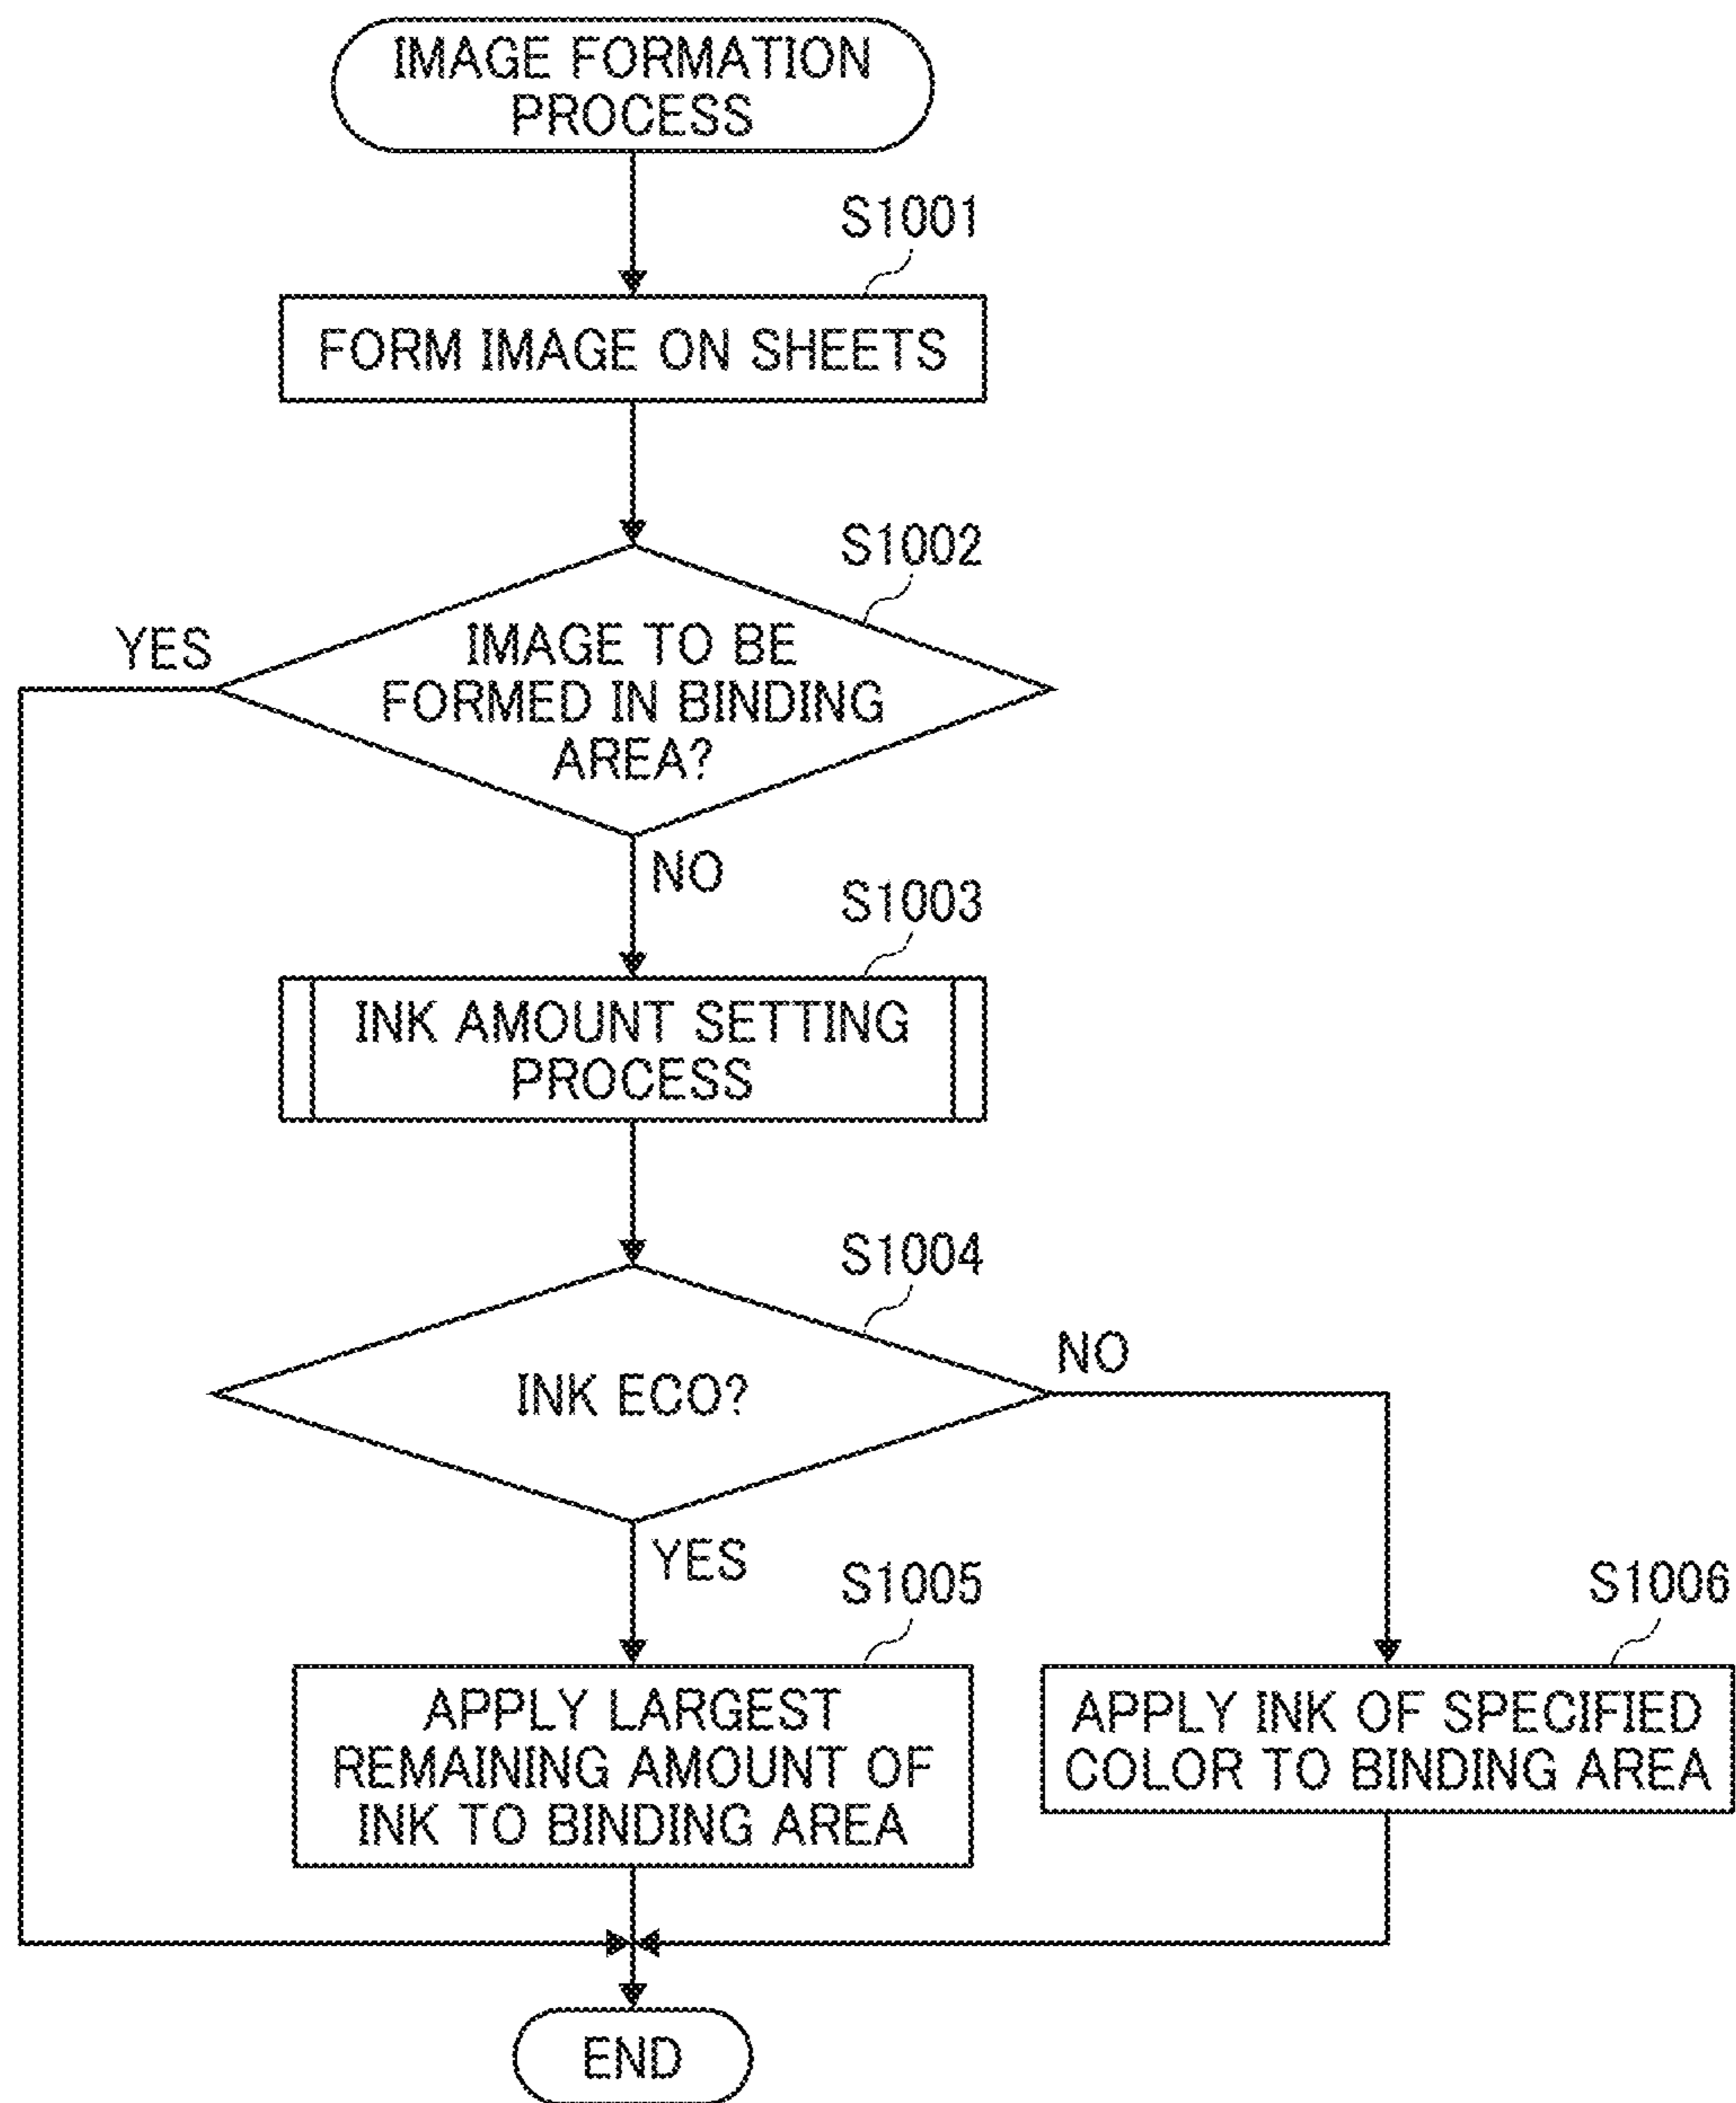 IMAGE FORMATION
PROCESS
S1001
FORM IMAGE ON SHEETS
S1002
YES
IMAGE TO BE
FORMED IN BINDING
AREA?
NO
S1003
INK AMOUNT SETTING
PROCESS
S1004
NO
INK ECO?
YES
S1005
S1006
APPLY LARGEST
REMAINING AMOUNT OF
INK TO BINDING AREA
APPLY INK OF SPECIFIED
COLOR TO BINDING AREA
END